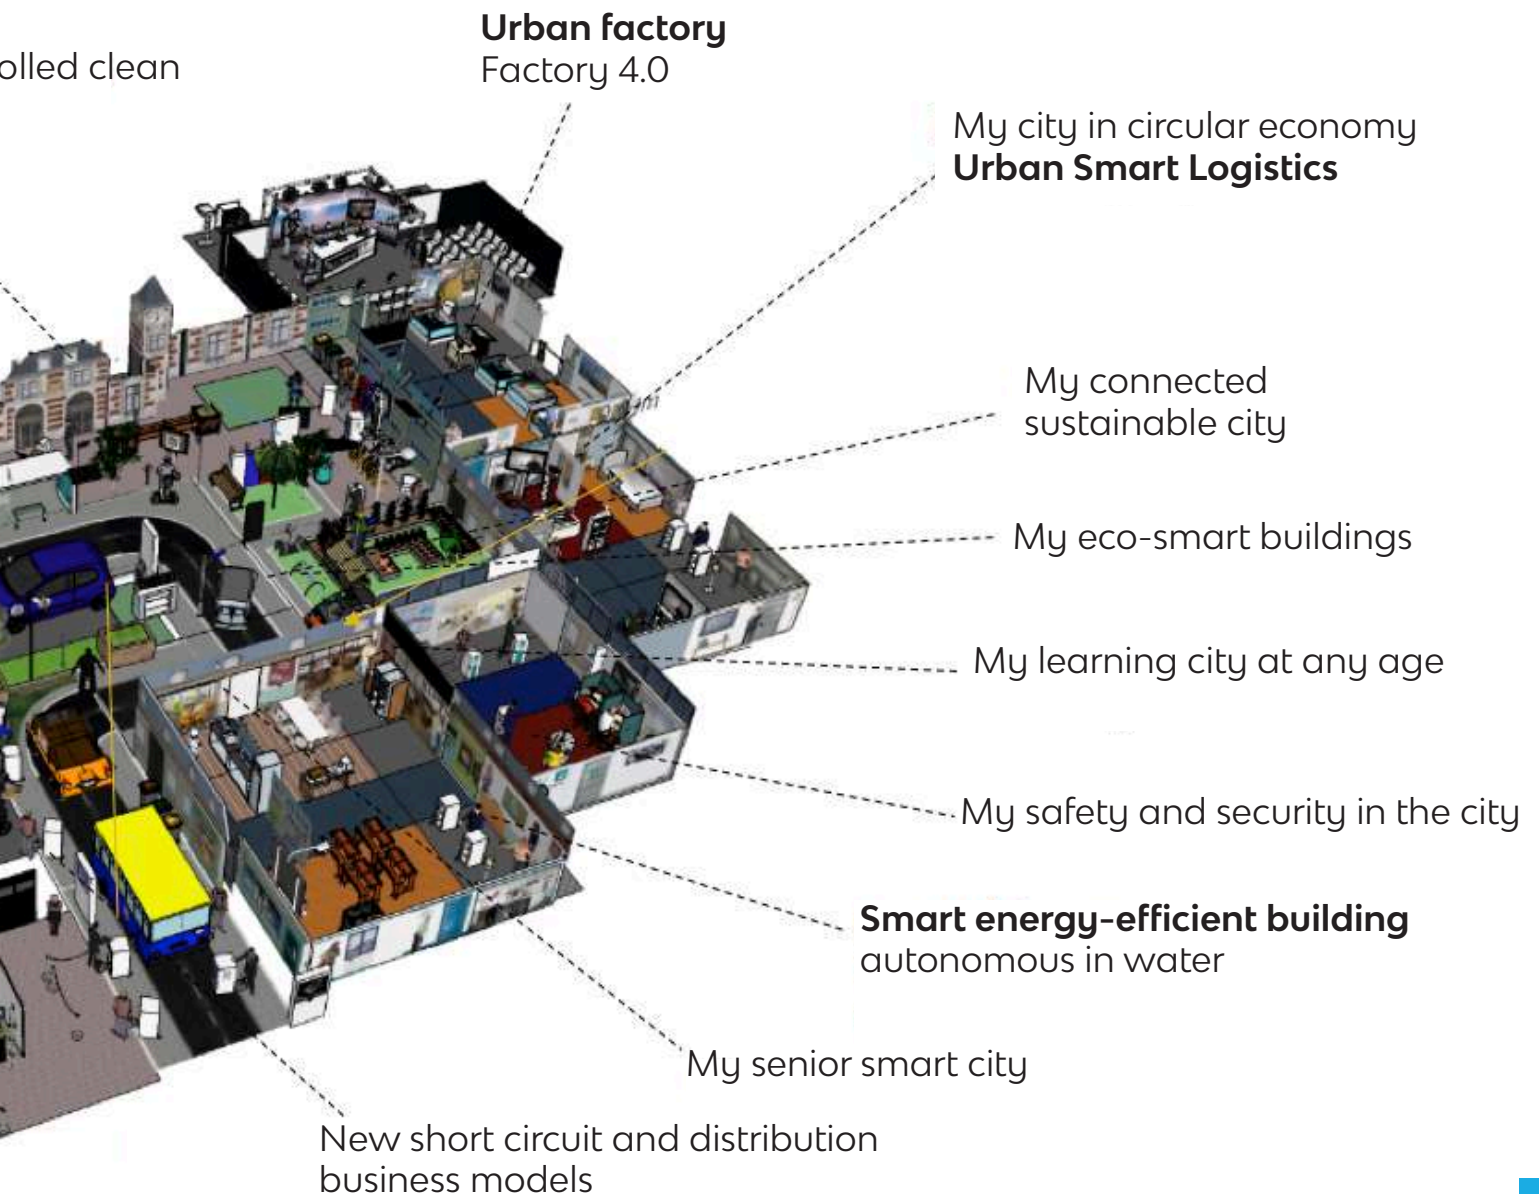 Urban factory
Factory 4.0
olled clean
My city in circular economy
Urban Smart Logistics
My connected
sustainable city
My eco-smart buildings
My learning city at any age
My safety and security in the city
Smart energy-efficient building
autonomous in water
My senior smart city
New short circuit and distribution
business models